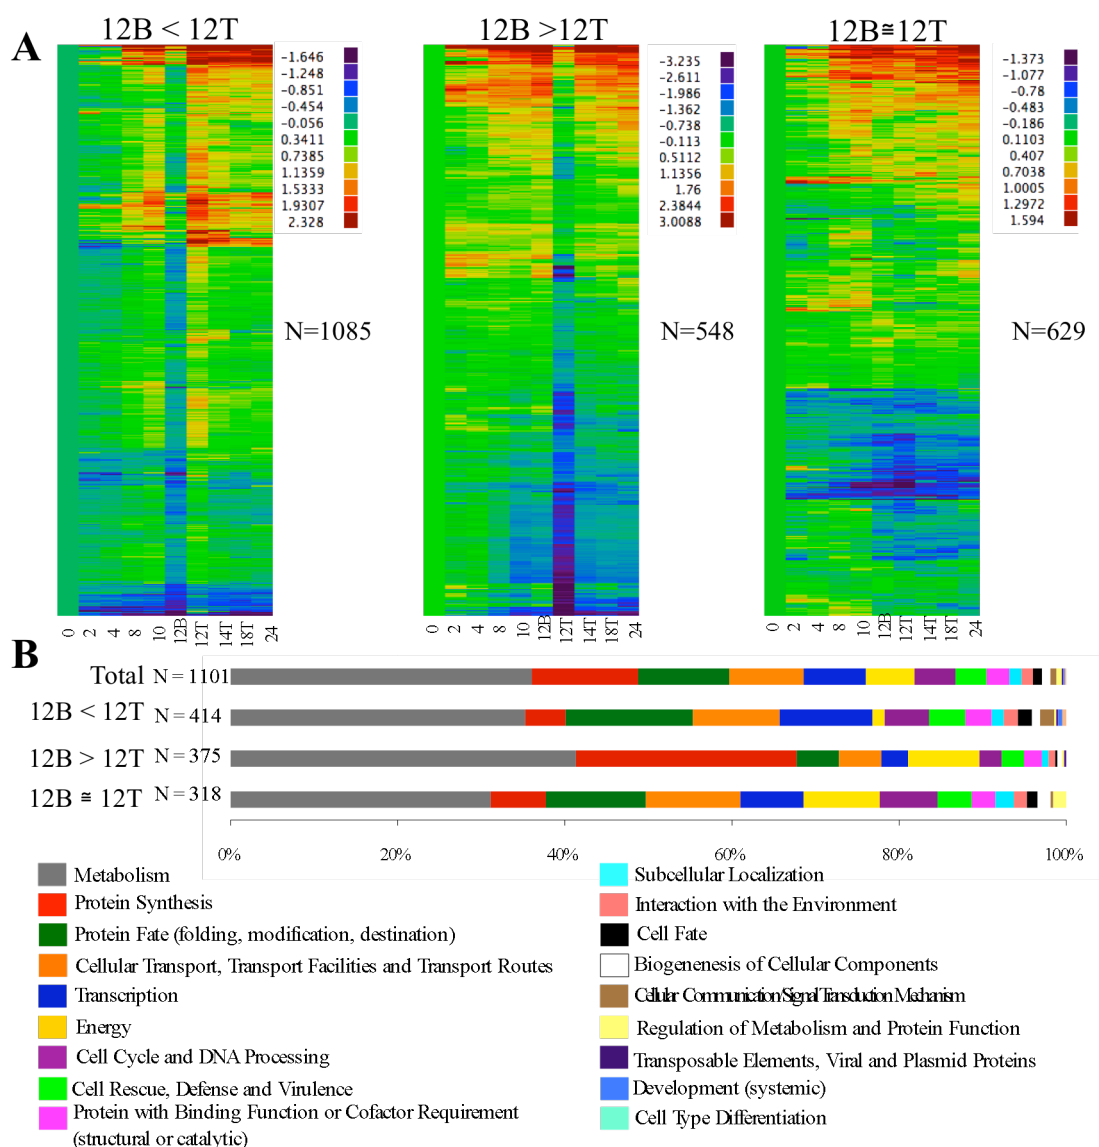 A
12B < 12T
12B >12T
12B≅12T
-1.646
-1.248
-0.851
-0.454
-0.056
0.3411
0.7385
1.1359
1.5333
1.9307
2.328
-3.235
-2.611
-1.986
-1.362
-0.738
-0.113
0.5112
1.1356
1.76
2.3844
3.0088
-1.373
-1.077
-0.78
-0.483
-0.186
0.1103
0.407
0.7038
1.0005
1.2972
1.594
N=1085
N=548
N=629
0 2 4 8 10 12B 12T 14T 18T 24
0 2 4 8 10 12B 12T 14T 18T 24
0 2 4 8 10 12B 12T 14T 18T 24
B
Total N = 1101
12B < 12T N = 414
12B > 12T N = 375
12B ≅ 12T N = 318
0% 20% 40% 60% 80% 100%
Metabolism
Protein Synthesis
Protein Fate (folding, modification, destination)
Cellular Transport, Transport Facilities and Transport Routes
Transcription
Energy
Cell Cycle and DNA Processing
Cell Rescue, Defense and Virulence
Protein with Binding Function or Cofactor Requirement
(structural or catalytic)
Subcellular Localization
Interaction with the Environment
Cell Fate
Biogenenesis of Cellular Components
Cellular Communication/Signal Transduction Mechanism
Regulation of Metabolism and Protein Function
Transposable Elements, Viral and Plasmid Proteins
Development (systemic)
Cell Type Differentiation